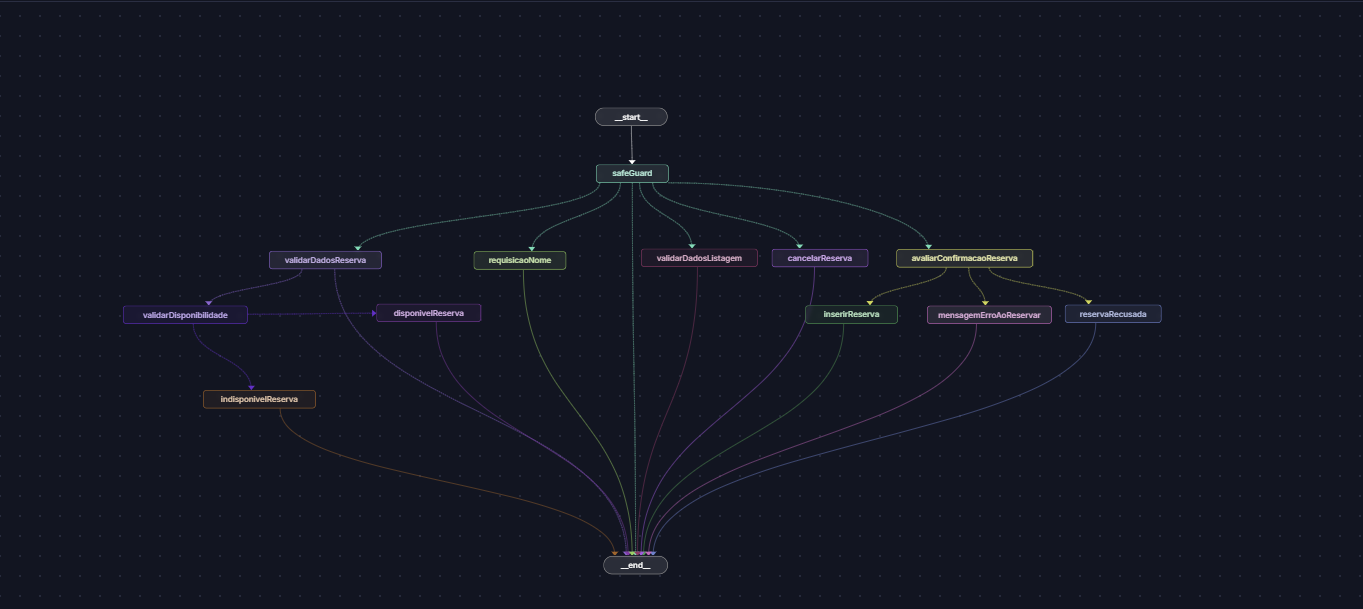 __start__
safeGuard
validarDadosReserva
requisicaoNome
validarDadosListagem
cancelarReserva
avaliarConfirmacaoReserva
validarDisponibilidade
disponivelReserva
inserirReserva
mensagemErroAoReservar
reservaRecusada
indisponivelReserva
__end__